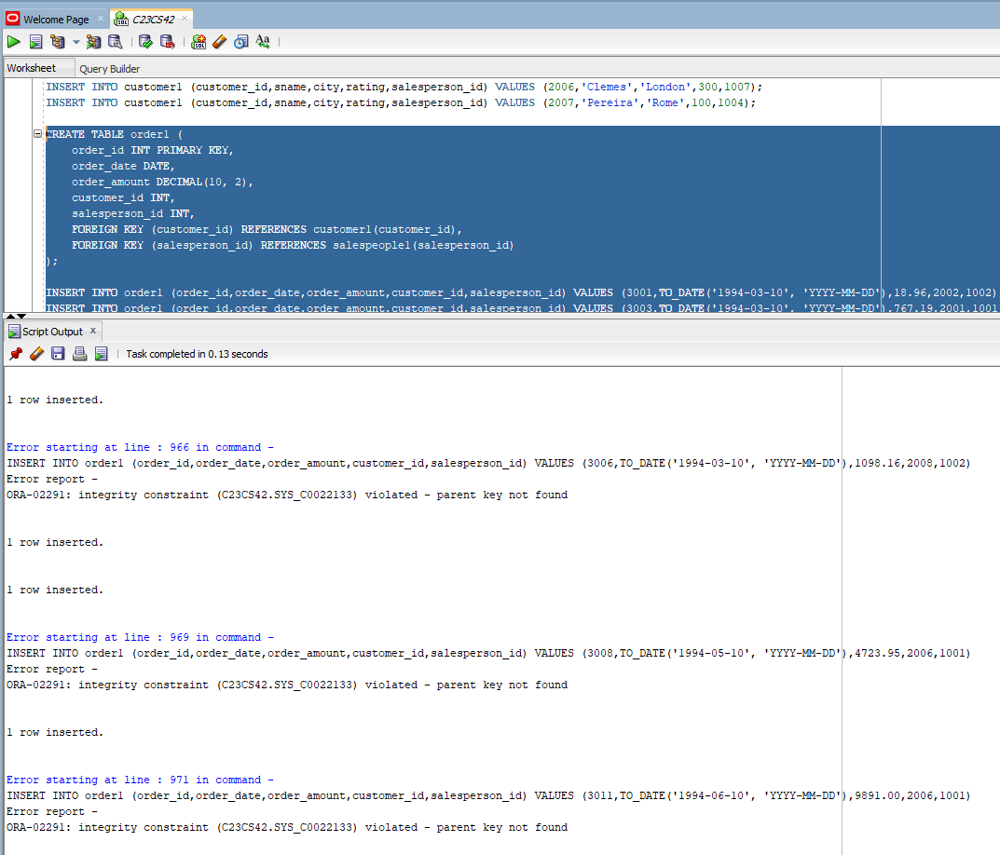 Welcome Page
C23CS42
Worksheet Query Builder
INSERT INTO customer1 (customer_id,sname,city,rating,salesperson_id) VALUES (2006,'Clemes','London',300,1007);
INSERT INTO customer1 (customer_id,sname,city,rating,salesperson_id) VALUES (2007,'Pereira','Rome',100,1004);
CREATE TABLE order1 (
order_id INT PRIMARY KEY,
order_date DATE,
order_amount DECIMAL(10, 2),
customer_id INT,
salesperson_id INT,
FOREIGN KEY (customer_id) REFERENCES customer1(customer_id),
FOREIGN KEY (salesperson_id) REFERENCES salespeople1(salesperson_id)
);
INSERT INTO order1 (order_id,order_date,order_amount,customer_id,salesperson_id) VALUES (3001,TO_DATE('1994-03-10', 'YYYY-MM-DD'),18.96,2002,1002)
INSERT INTO order1 (order_id,order_date,order_amount,customer_id,salesperson_id) VALUES (3003,TO_DATE('1994-03-10', 'YYYY-MM-DD'),767.19,2001,1001
Script Output x
Task completed in 0.13 seconds
1 row inserted.
Error starting at line : 966 in command -
INSERT INTO order1 (order_id,order_date,order_amount,customer_id,salesperson_id) VALUES (3006,TO_DATE('1994-03-10', 'YYYY-MM-DD'),1098.16,2008,1002)
Error report -
ORA-02291: integrity constraint (C23CS42.SYS_C0022133) violated - parent key not found
1 row inserted.
1 row inserted.
Error starting at line : 969 in command -
INSERT INTO order1 (order_id,order_date,order_amount,customer_id,salesperson_id) VALUES (3008,TO_DATE('1994-05-10', 'YYYY-MM-DD'),4723.95,2006,1001)
Error report -
ORA-02291: integrity constraint (C23CS42.SYS_C0022133) violated - parent key not found
1 row inserted.
Error starting at line : 971 in command -
INSERT INTO order1 (order_id,order_date,order_amount,customer_id,salesperson_id) VALUES (3011,TO_DATE('1994-06-10', 'YYYY-MM-DD'),9891.00,2006,1001)
Error report -
ORA-02291: integrity constraint (C23CS42.SYS_C0022133) violated - parent key not found